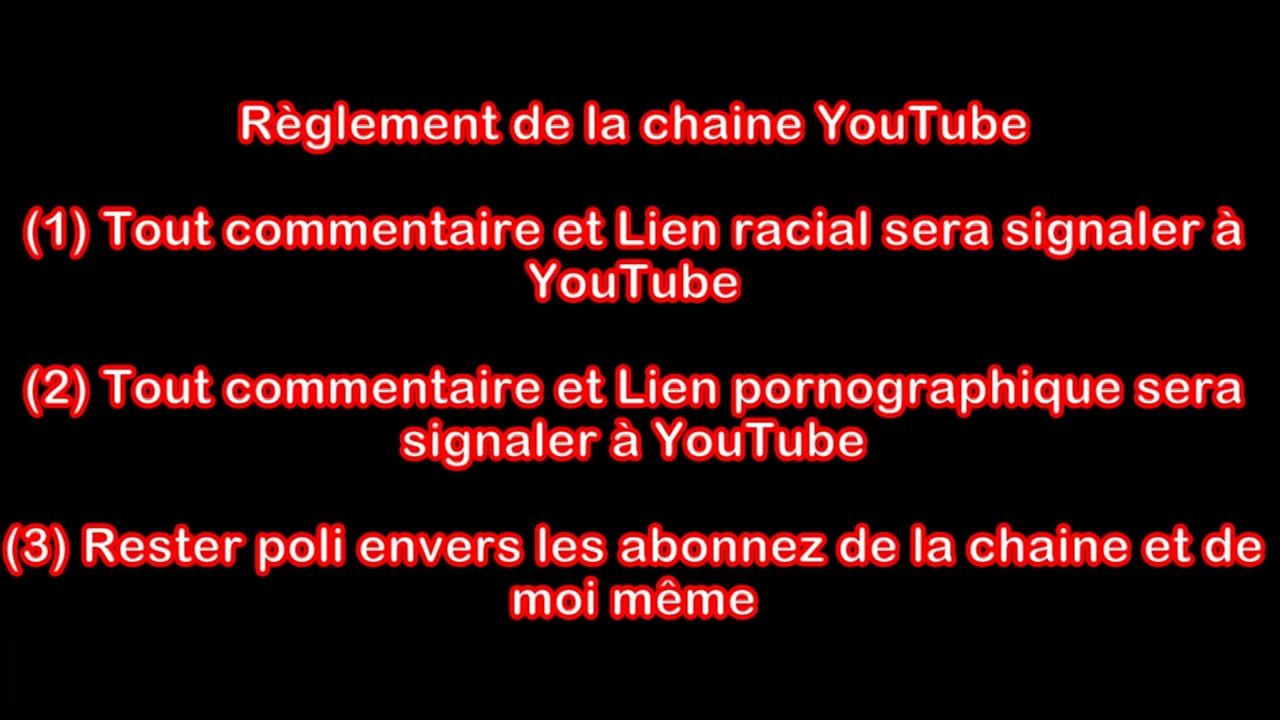 Règlement de la chaine YouTube
(1) Tout commentaire et Lien racial sera signaler à
YouTube
(2) Tout commentaire et Lien pornographique sera
signaler à YouTube
(3) Rester poli envers les abonnez de la chaine et de
moi même